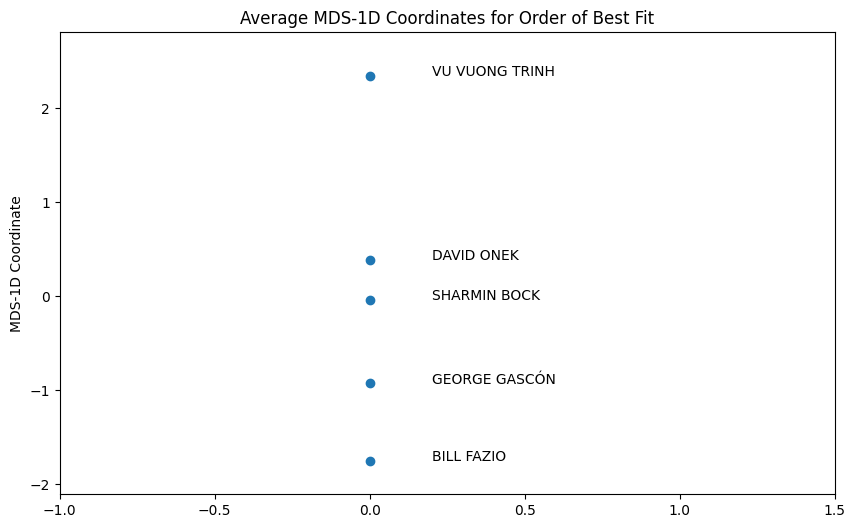 Average MDS-1D Coordinates for Order of Best Fit
MDS-1D Coordinate
2
1
0
−1
−2
VU VUONG TRINH
DAVID ONEK
SHARMIN BOCK
GEORGE GASCÓN
BILL FAZIO
−1.0
−0.5
0.0
0.5
1.0
1.5